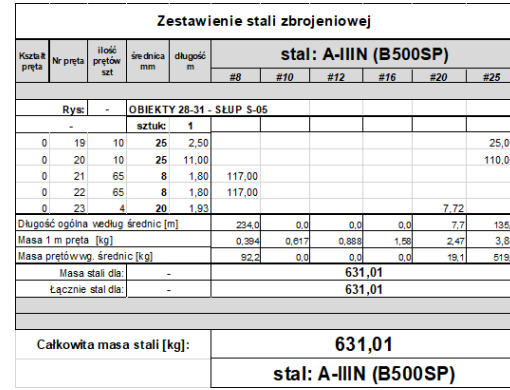 Zestawienie stali zbrojeniowej
Kształt pręta Nr pręta ilość prętów szt średnica mm długość m stal: A-IIIN (B500SP)
#8 #10 #12 #16 #20 #25
Rys: - OBIEKTY 28-31 - SŁUP S-05
- sztuk: 1
0 19 10 25 2,50 25,0
0 20 10 25 11,00 110,0
0 21 65 8 1,80 117,00
0 22 65 8 1,80 117,00
0 23 4 20 1,93 7,72
Długość ogólna według średnic [m] 234,0 0,0 0,0 0,0 7,7 135,
Masa 1 m pręta [kg] 0,394 0,617 0,888 1,58 2,47 3,8
Masa prętów wg. średnic [kg] 92,2 0,0 0,0 0,0 19,1 519,
Masa stali dla: - 631,01
Łącznie stal dla: - 631,01
Całkowita masa stali [kg]: 631,01
stal: A-IIIN (B500SP)